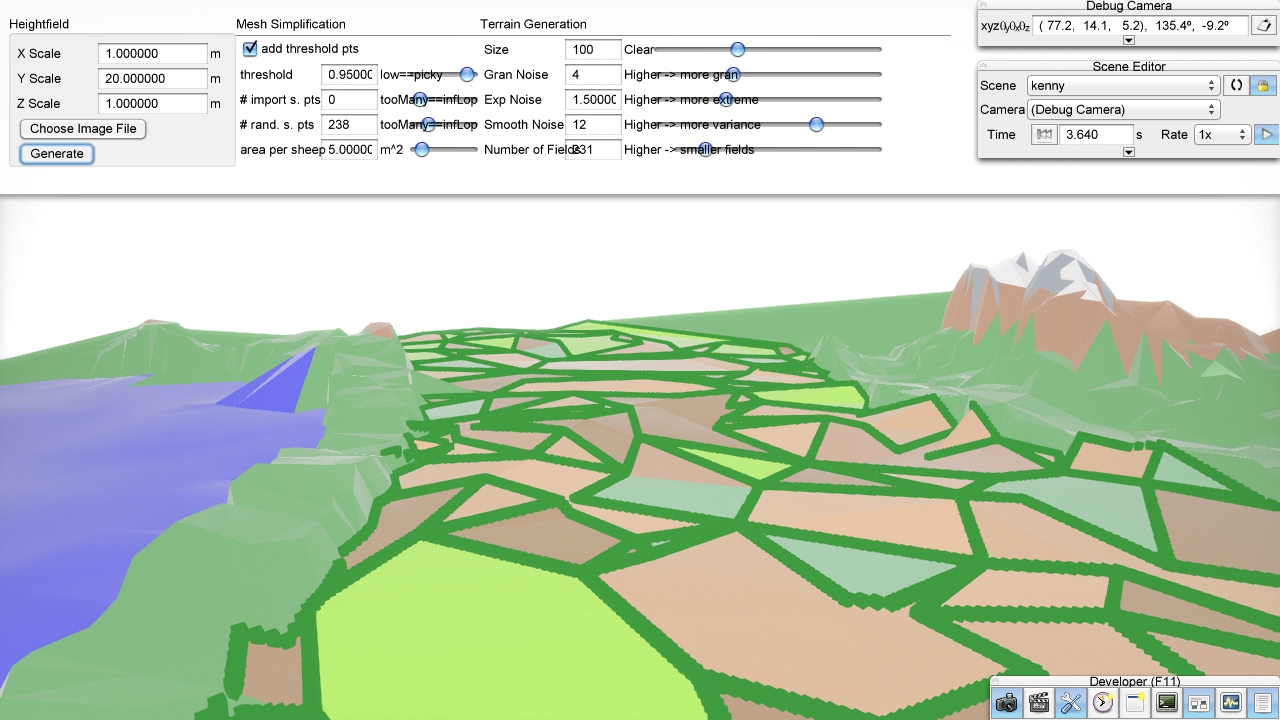 Heightfield
X Scale 1.000000 m
Y Scale 20.000000 m
Z Scale 1.000000 m
Choose Image File
Generate
Mesh Simplification
add threshold pts
threshold 0.95000 low==picky
# import s. pts 0 tooMany==infLop
# rand. s. pts 238 tooMany==infLop
area per sheep 5.00000 m^2
Terrain Generation
Size 100 Clear
Gran Noise 4 Higher -> more gran
Exp Noise 1.50000 Higher -> more extreme
Smooth Noise 12 Higher -> more variance
Number of Fields 231 Higher -> smaller fields
Debug Camera
( 77.2, 14.1, 5.2), 135.4°, -9.2°
Scene Editor
Scene kenny
Camera (Debug Camera)
Time 3.640 s Rate 1x
Developer (F11)